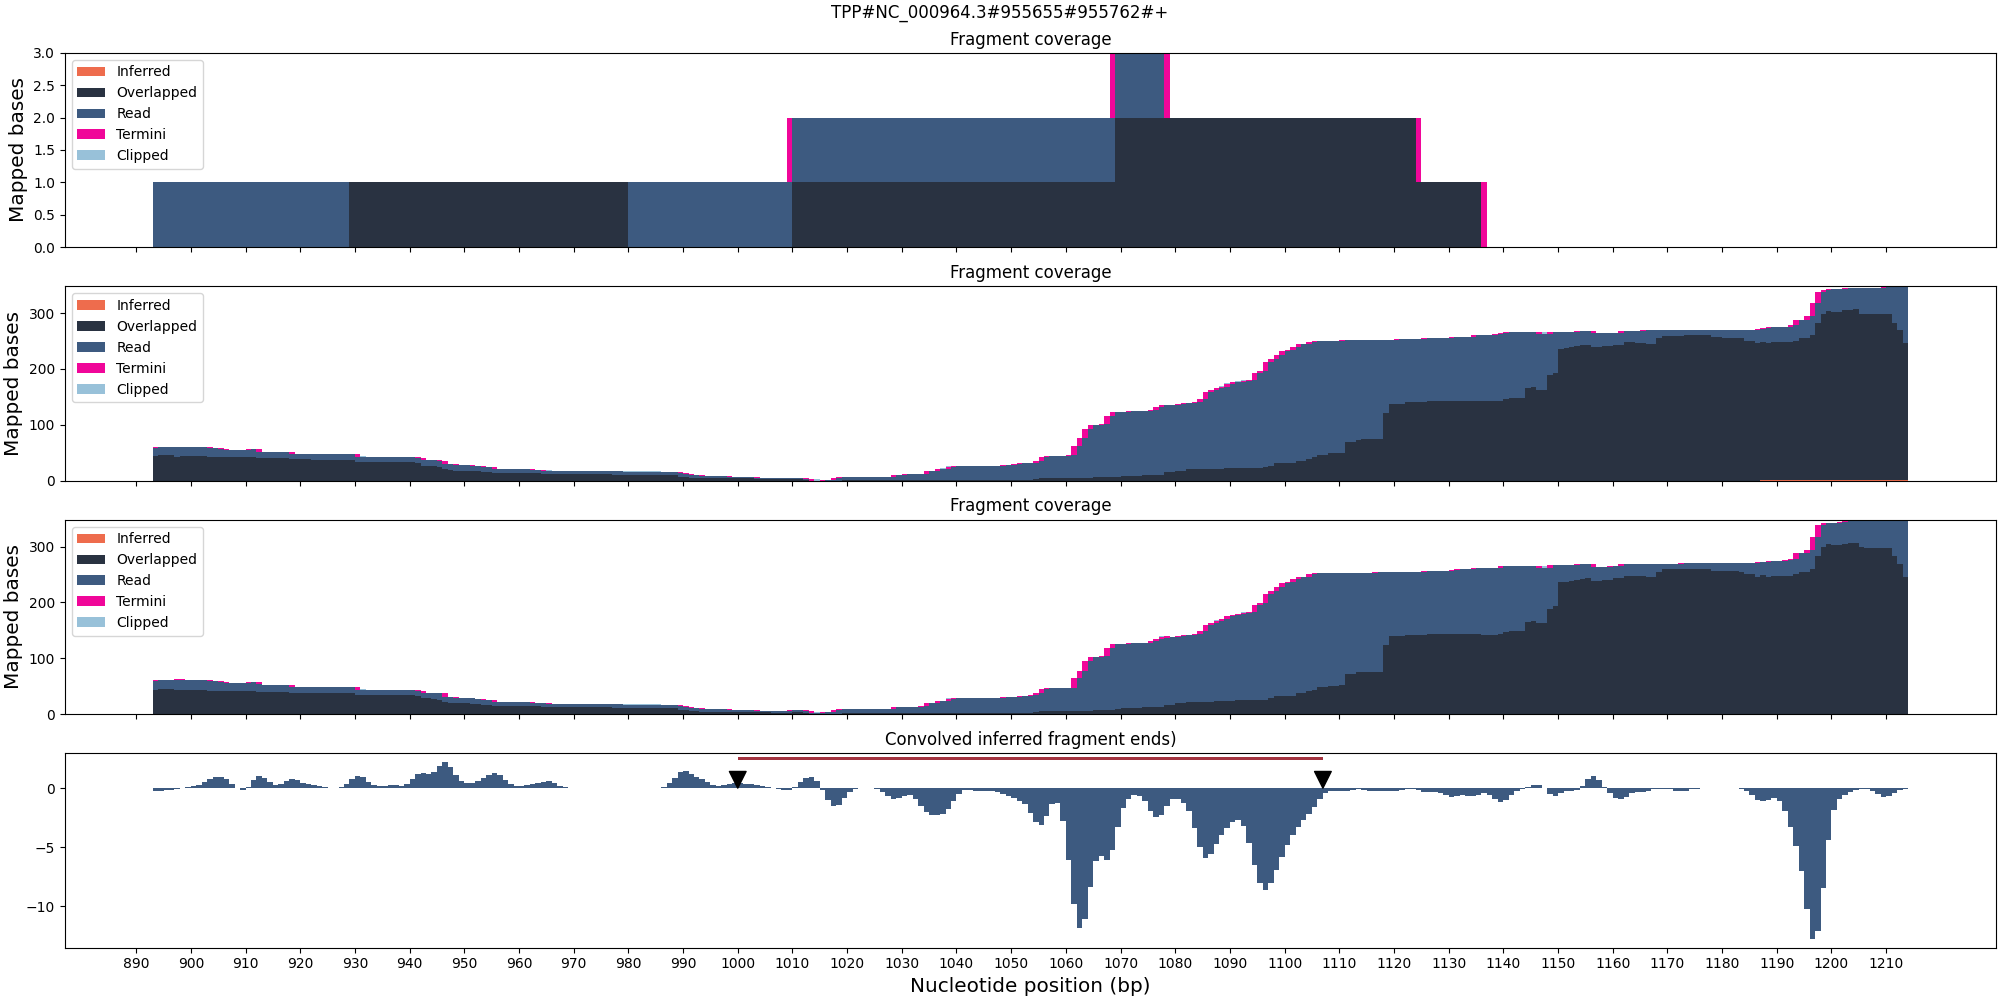 TPP#NC_000964.3#955655#955762#+
Fragment coverage
Mapped bases
3.0
2.5
2.0
1.5
1.0
0.5
0.0
Inferred
Overlapped
Read
Termini
Clipped
Fragment coverage
Mapped bases
300
200
100
0
Inferred
Overlapped
Read
Termini
Clipped
Fragment coverage
Mapped bases
300
200
100
0
Inferred
Overlapped
Read
Termini
Clipped
Convolved inferred fragment ends)
0
−5
−10
890 900 910 920 930 940 950 960 970 980 990 1000 1010 1020 1030 1040 1050 1060 1070 1080 1090 1100 1110 1120 1130 1140 1150 1160 1170 1180 1190 1200 1210
Nucleotide position (bp)